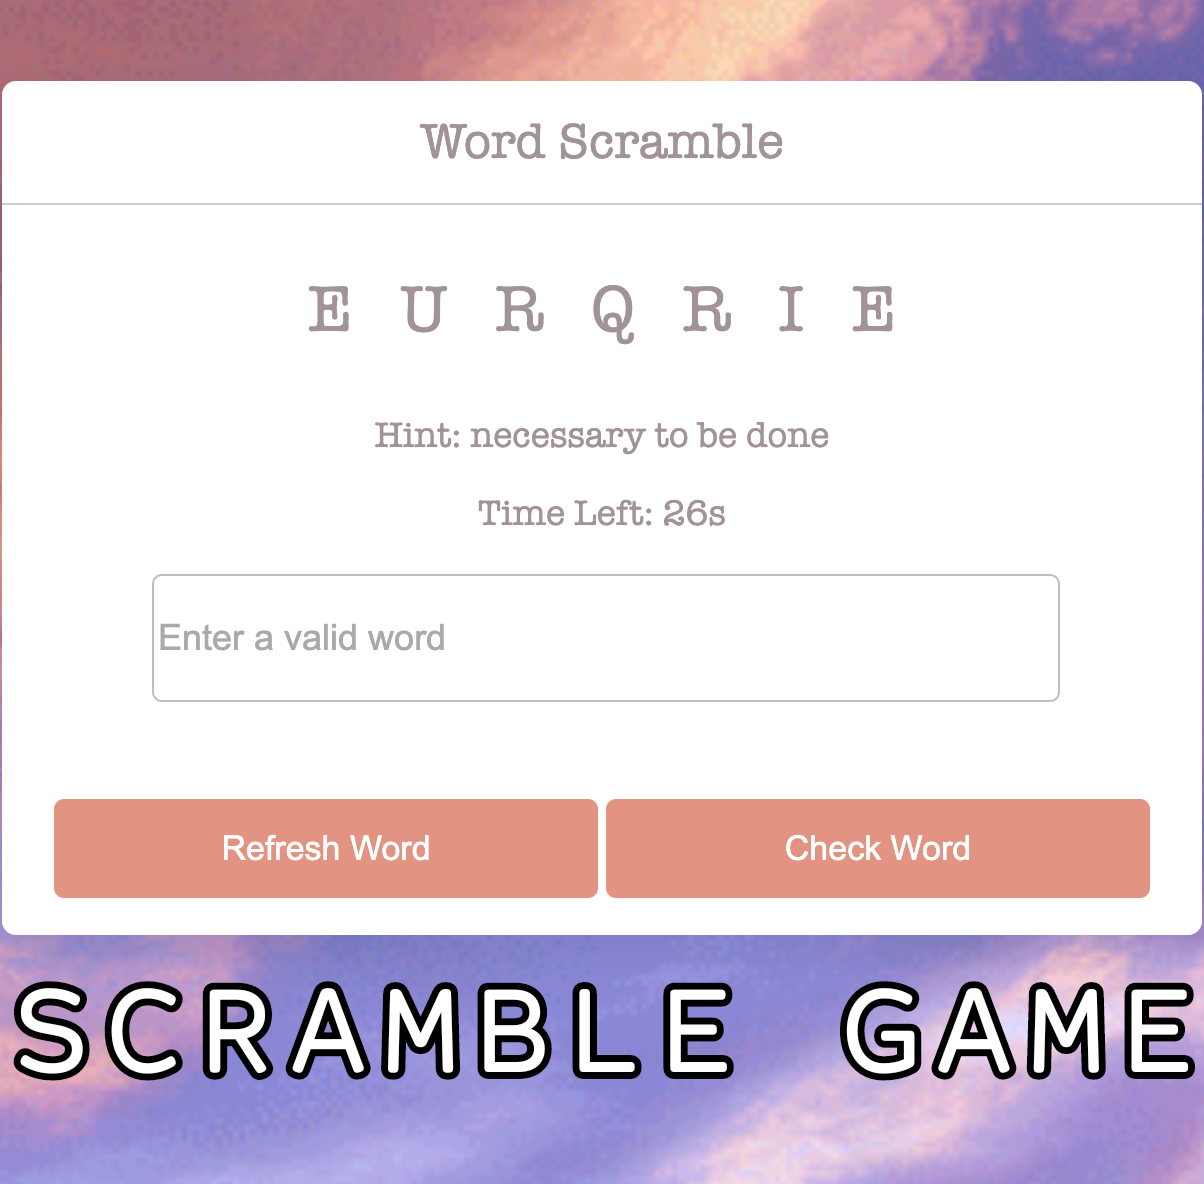 Word Scramble
E U R Q R I E
Hint: necessary to be done
Time Left: 26s
Enter a valid word
Refresh Word Check Word
SCRAMBLE GAME